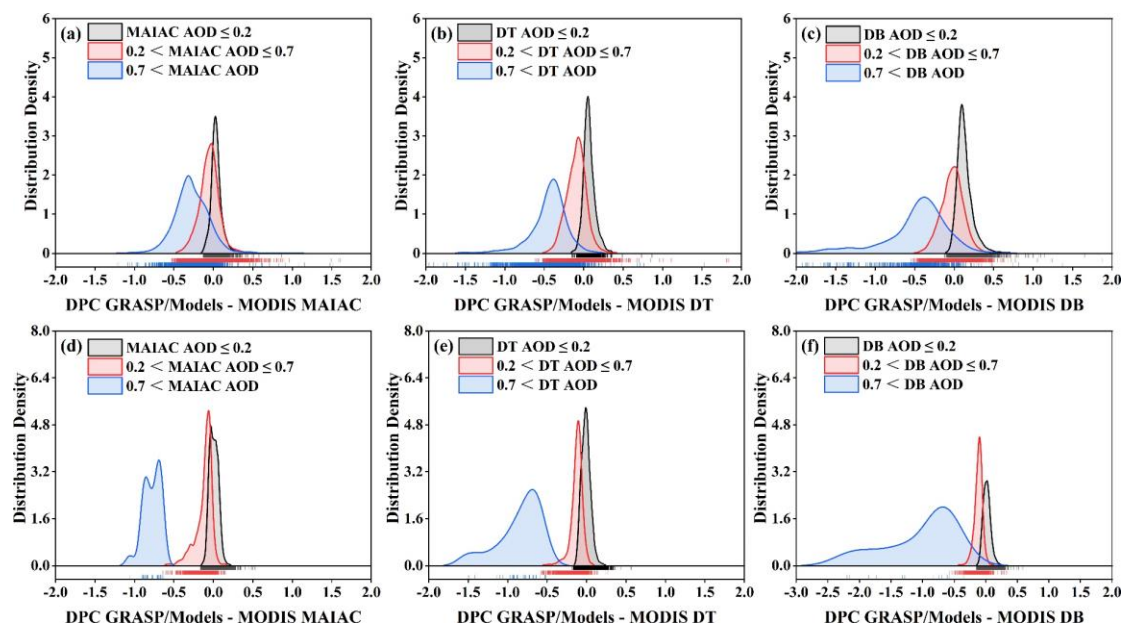 (a)
MAIAC AOD ≤ 0.2
0.2 < MAIAC AOD ≤ 0.7
0.7 < MAIAC AOD
Distribution Density
6
5
4
3
2
1
0
-2.0 -1.5 -1.0 -0.5 0.0 0.5 1.0 1.5 2.0
DPC GRASP/Models - MODIS MAIAC
(b)
DT AOD ≤ 0.2
0.2 < DT AOD ≤ 0.7
0.7 < DT AOD
Distribution Density
6
5
4
3
2
1
0
-2.0 -1.5 -1.0 -0.5 0.0 0.5 1.0 1.5 2.0
DPC GRASP/Models - MODIS DT
(c)
DB AOD ≤ 0.2
0.2 < DB AOD ≤ 0.7
0.7 < DB AOD
Distribution Density
6
5
4
3
2
1
0
-2.0 -1.5 -1.0 -0.5 0.0 0.5 1.0 1.5 2.0
DPC GRASP/Models - MODIS DB
(d)
MAIAC AOD ≤ 0.2
0.2 < MAIAC AOD ≤ 0.7
0.7 < MAIAC AOD
Distribution Density
8.0
6.4
4.8
3.2
1.6
0.0
-2.0 -1.5 -1.0 -0.5 0.0 0.5 1.0 1.5 2.0
DPC GRASP/Models - MODIS MAIAC
(e)
DT AOD ≤ 0.2
0.2 < DT AOD ≤ 0.7
0.7 < DT AOD
Distribution Density
8.0
6.4
4.8
3.2
1.6
0.0
-2.0 -1.5 -1.0 -0.5 0.0 0.5 1.0 1.5 2.0
DPC GRASP/Models - MODIS DT
(f)
DB AOD ≤ 0.2
0.2 < DB AOD ≤ 0.7
0.7 < DB AOD
Distribution Density
8.0
6.4
4.8
3.2
1.6
0.0
-3.0 -2.5 -2.0 -1.5 -1.0 -0.5 0.0 0.5 1.0 1.5 2.0
DPC GRASP/Models - MODIS DB